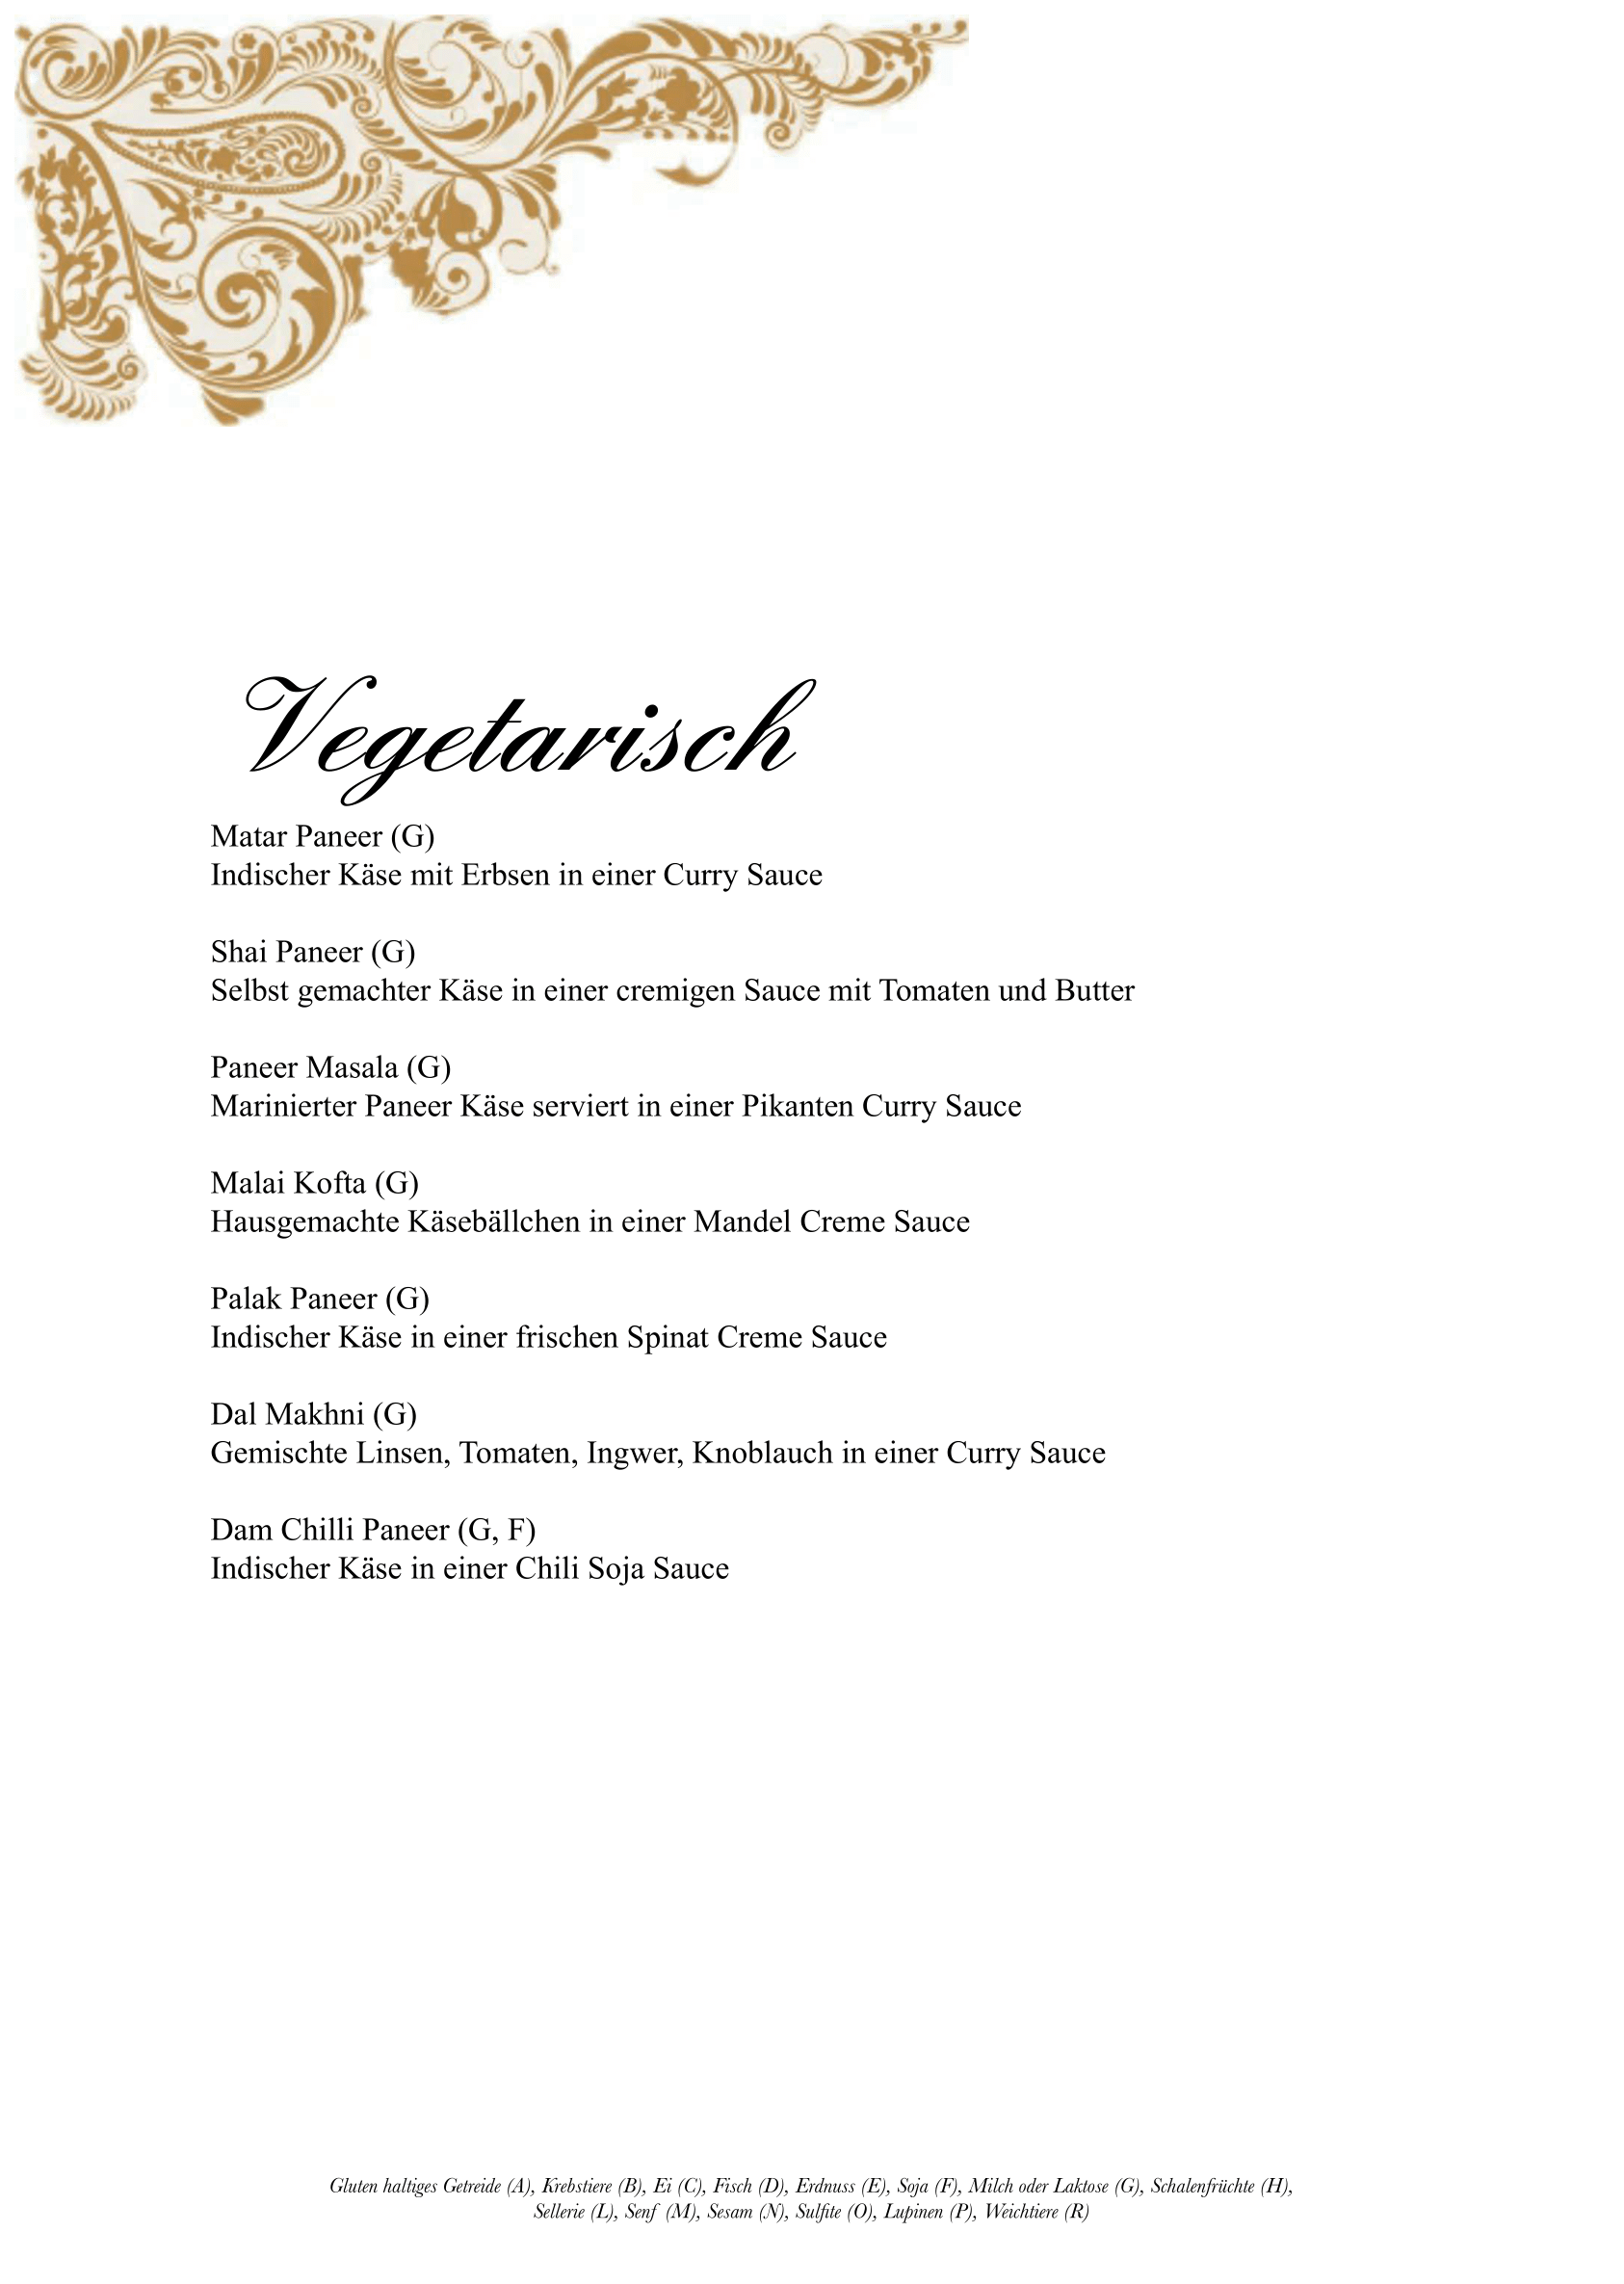 Vegetarisch
Matar Paneer (G)
Indischer Käse mit Erbsen in einer Curry Sauce
Shai Paneer (G)
Selbst gemachter Käse in einer cremigen Sauce mit Tomaten und Butter
Paneer Masala (G)
Marinierter Paneer Käse serviert in einer Pikanten Curry Sauce
Malai Kofta (G)
Hausgemachte Käsebällchen in einer Mandel Creme Sauce
Palak Paneer (G)
Indischer Käse in einer frischen Spinat Creme Sauce
Dal Makhni (G)
Gemischte Linsen, Tomaten, Ingwer, Knoblauch in einer Curry Sauce
Dam Chilli Paneer (G, F)
Indischer Käse in einer Chili Soja Sauce
Gluten haltiges Getreide (A), Krebstiere (B), Ei (C), Fisch (D), Erdnuss (E), Soja (F), Milch oder Laktose (G), Schalenfrüchte (H),
Sellerie (L), Senf (M), Sesam (N), Sulfite (O), Lupinen (P), Weichtiere (R)